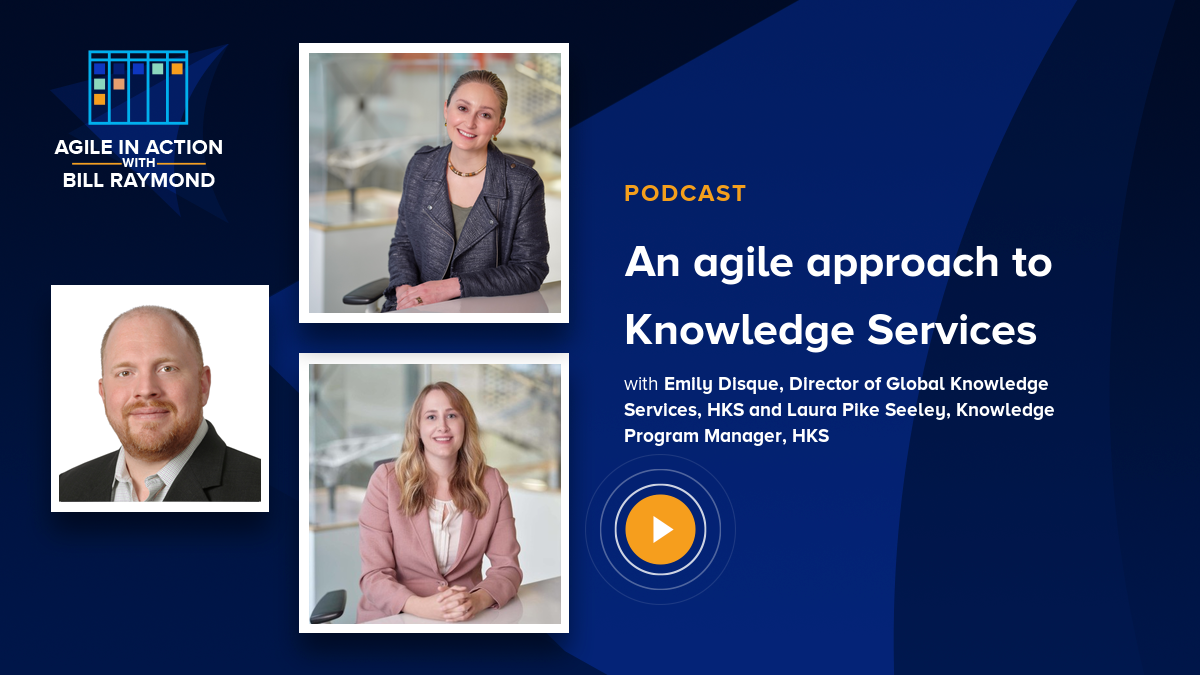 AGILE IN ACTION
WITH
BILL RAYMOND
PODCAST
An agile approach to
Knowledge Services
with Emily Disque, Director of Global Knowledge
Services, HKS and Laura Pike Seeley, Knowledge
Program Manager, HKS